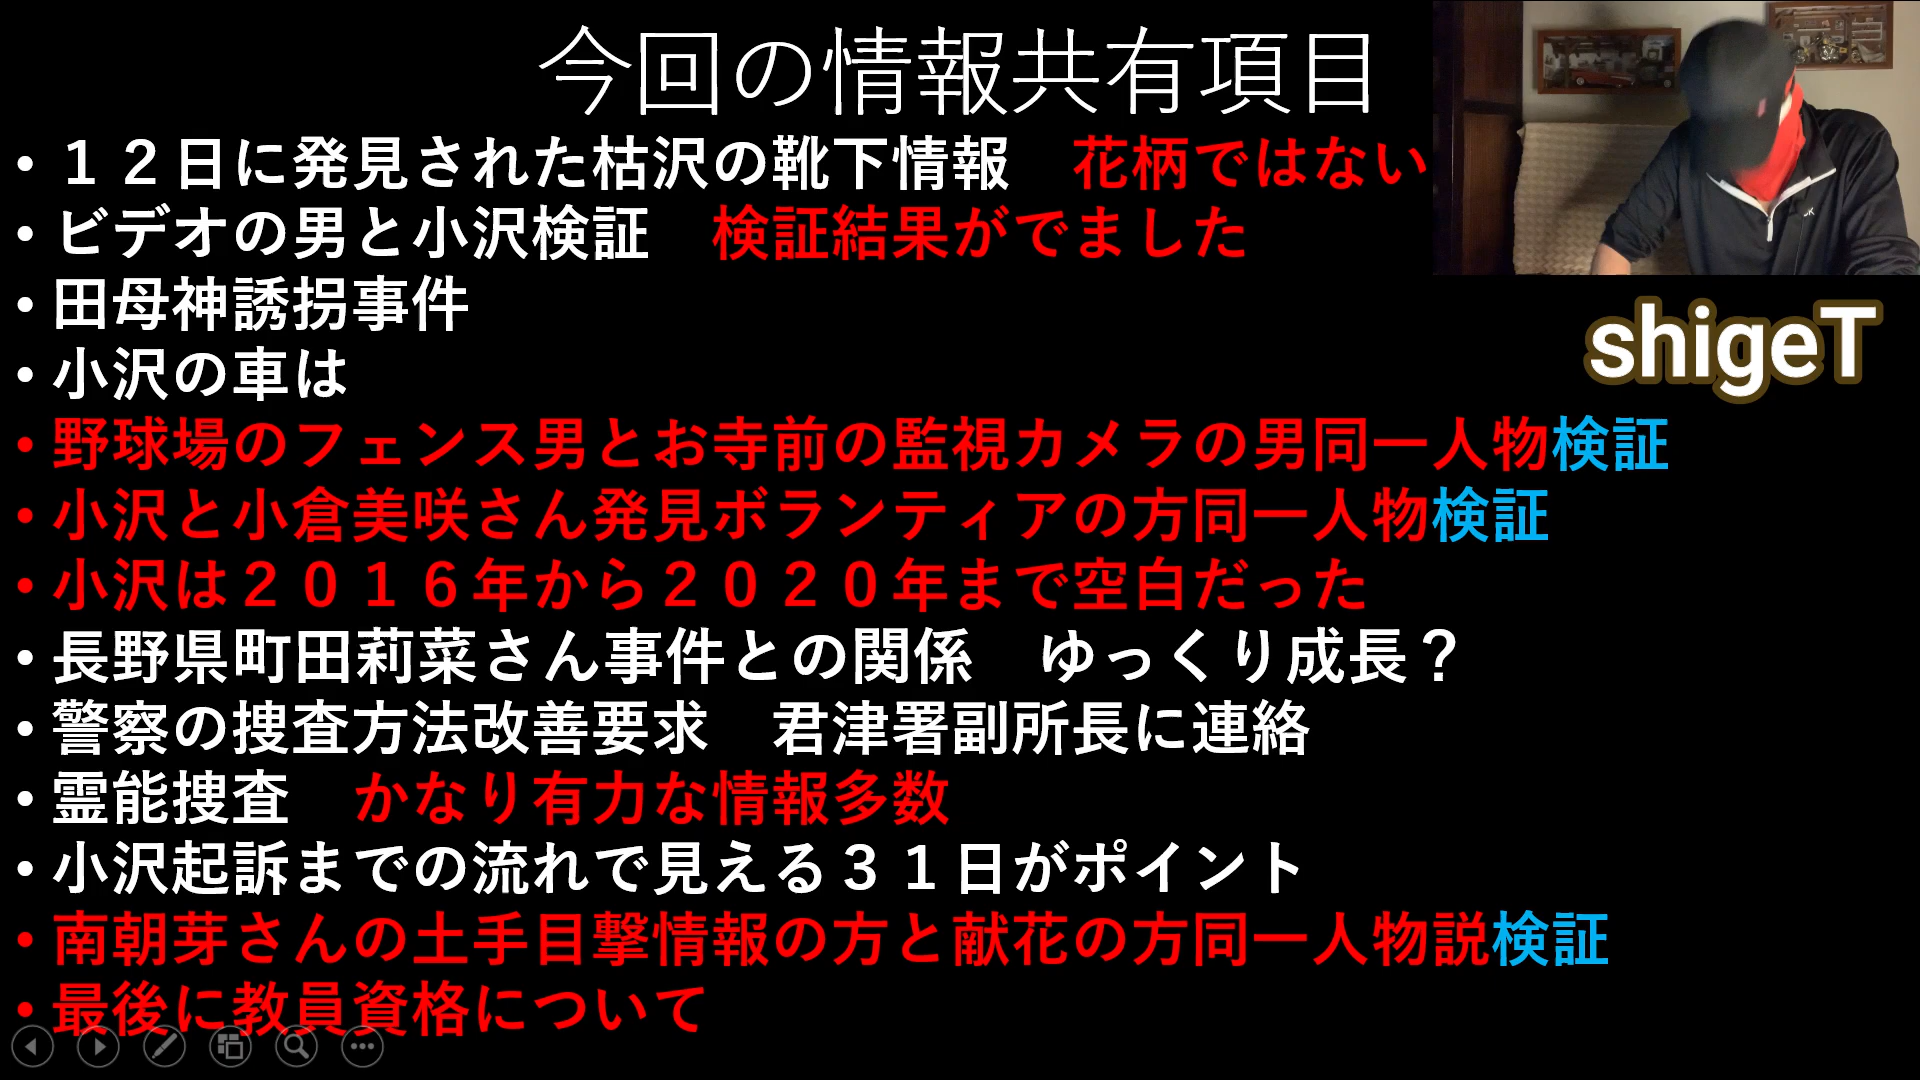 今回の情報共有項目
・１２日に発見された枯沢の靴下情報　花柄ではない
・ビデオの男と小沢検証　検証結果がでました
・田母神誘拐事件
・小沢の車は
shigeT
・野球場のフェンス男とお寺前の監視カメラの男同一人物検証
・小沢と小倉美咲さん発見ボランティアの方同一人物検証
・小沢は２０１６年から２０２０年まで空白だった
・長野県町田莉菜さん事件との関係　ゆっくり成長？
・警察の捜査方法改善要求　君津署副所長に連絡
・霊能捜査　かなり有力な情報多数
・小沢起訴までの流れで見える３１日がポイント
・南朝芽さんの土手目撃情報の方と献花の方同一人物説検証
・最後に教員資格について